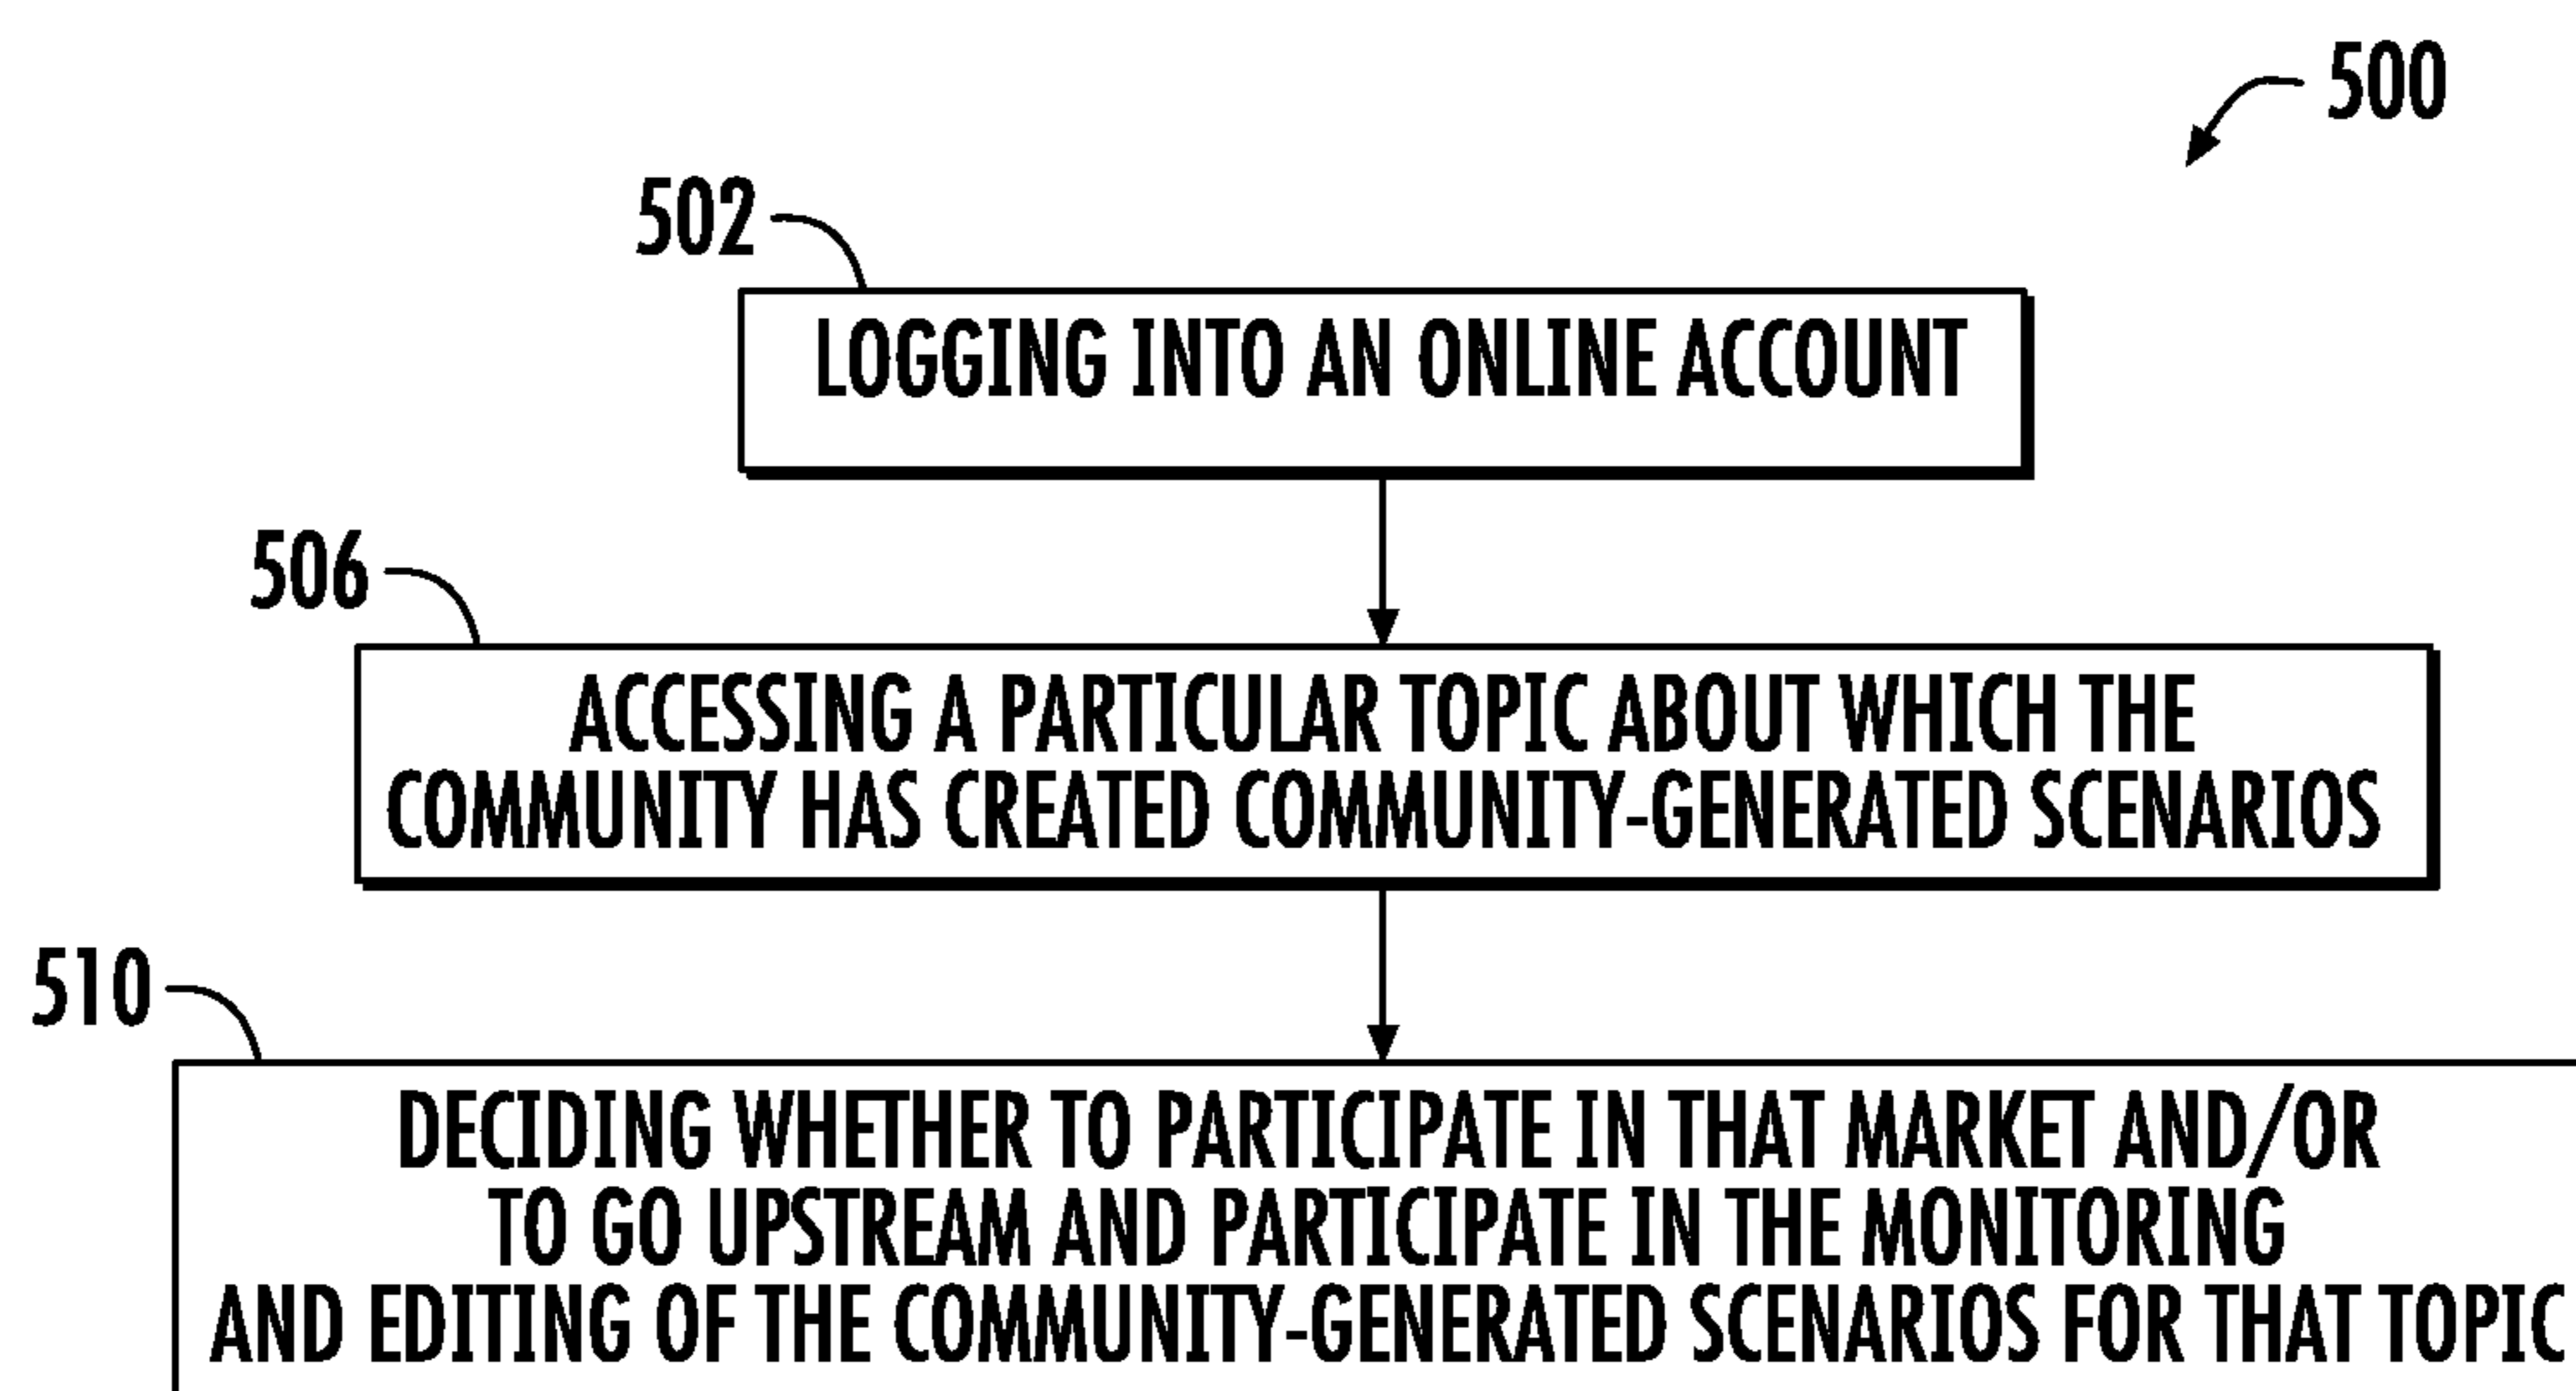 500
502
LOGGING INTO AN ONLINE ACCOUNT
506
ACCESSING A PARTICULAR TOPIC ABOUT WHICH THE
COMMUNITY HAS CREATED COMMUNITY-GENERATED SCENARIOS
510
DECIDING WHETHER TO PARTICIPATE IN THAT MARKET AND/OR
TO GO UPSTREAM AND PARTICIPATE IN THE MONITORING
AND EDITING OF THE COMMUNITY-GENERATED SCENARIOS FOR THAT TOPIC